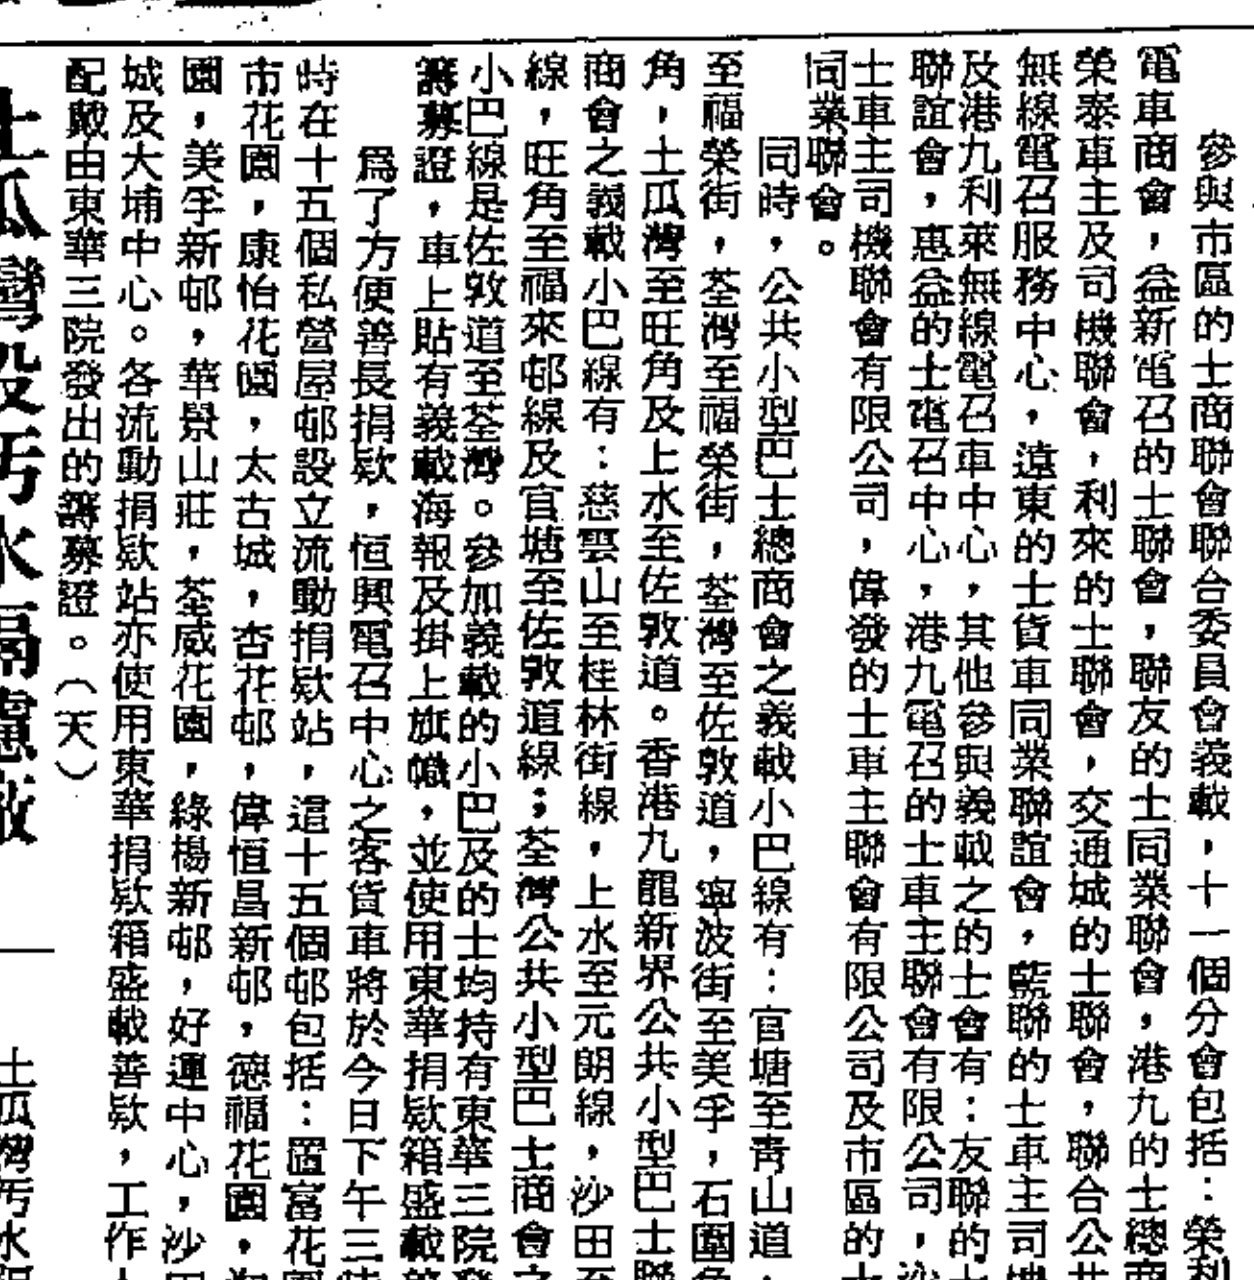 參與市區的士商聯會聯合委員會義載，十一個分會包括：榮利
電車商會，益新電召的士聯會，聯友的士同業聯會，港九的士總商
榮泰車主及司機聯會，利來的士聯會，交通城的士聯會，聯合公共
無線電召服務中心，遠東的士貨車同業聯誼會，藍聯的士車主司機
及港九利萊無線電召車中心，其他參與義載之的士會有：友聯的士
聯誼會，惠益的士電召中心，港九電召的士車主聯會有限公司，沙
士車主司機聯會有限公司，偉發的士車主聯會有限公司及市區的士
同業聯會。
同時，公共小型巴士總商會之義載小巴線有：官塘至青山道，
至福榮街，荃灣至福榮街，荃灣至佐敦道，寧波街至美孚，石圍角
角，土瓜灣至旺角及上水至佐敦道。香港九龍新界公共小型巴士聯
商會之義載小巴線有：慈雲山至桂林街線，上水至元朗線，沙田至
線，旺角至福來邨線及官塘至佐敦道線；荃灣公共小型巴士商會之
小巴線是佐敦道至荃灣。參加義載的小巴及的士均持有東華三院發
籌募證，車上貼有義載海報及掛上旗幟，並使用東華捐款箱盛載善
爲了方便善長捐款，恒興電召中心之客貨車將於今日下午三時
時在十五個私營屋邨設立流動捐款站，這十五個邨包括：置富花園
市花園，康怡花園，太古城，杏花邨，偉恒昌新邨，德福花園，
園，美孚新邨，華景山莊，荃威花園，綠楊新邨，好運中心，沙田
城及大埔中心。各流動捐款站亦使用東華捐款箱盛載善款，工作人
配戴由東華三院發出的籌募證。（天）
土瓜灣設污水隔慮廠
土瓜灣污水隔